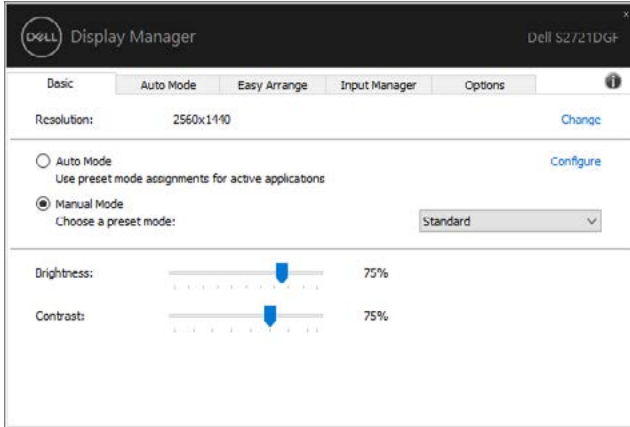 DELL Display Manager
Dell S2721DGF
Basic Auto Mode Easy Arrange Input Manager Options
Resolution: 2560x1440 Change
Auto Mode Configure
Use preset mode assignments for active applications
Manual Mode
Choose a preset mode: Standard
Brightness: 75%
Contrast: 75%